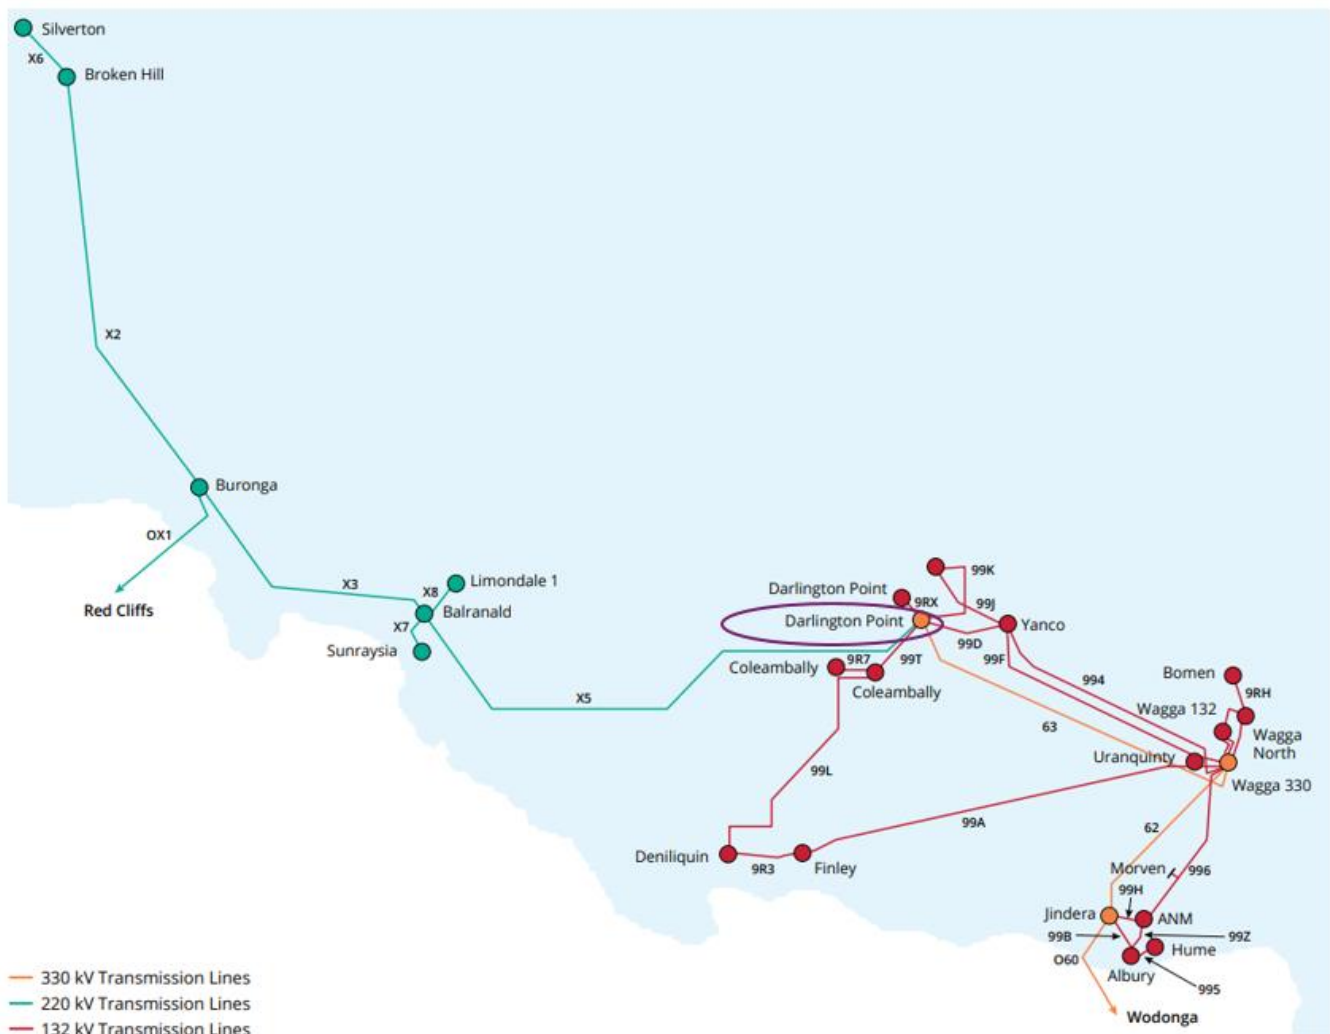 Silverton
X6
Broken Hill
X2
Buronga
OX1
Red Cliffs
X3
X8
Limondale 1
Balranald
X7
Sunraysia
X5
99K
Darlington Point
9RX
99J
Darlington Point
Yanco
99D
99F
9R7
99T
Coleambally
Coleambally
994
Bomen
9RH
Wagga 132
Wagga
North
63
Uranquinty
Wagga 330
99L
99A
62
Deniliquin
9R3
Finley
Morven
996
99H
Jindera
ANM
99B
99Z
Hume
O60
Albury
995
Wodonga
330 kV Transmission Lines
220 kV Transmission Lines
132 kV Transmission Lines